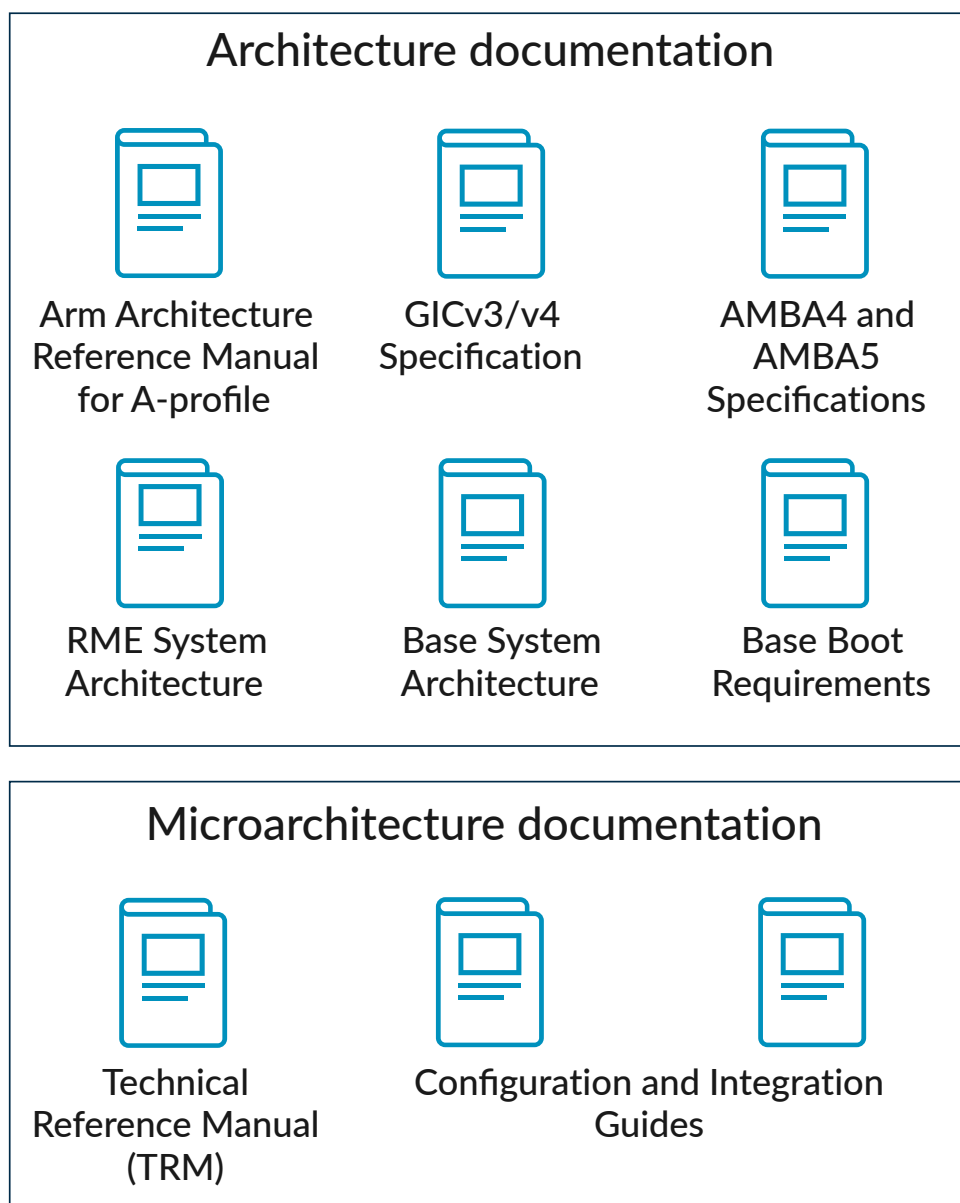 Architecture documentation
Arm Architecture
Reference Manual
for A-profile
GICv3/v4
Specification
AMBA4 and
AMBA5
Specifications
RME System
Architecture
Base System
Architecture
Base Boot
Requirements
Microarchitecture documentation
Technical
Reference Manual
(TRM)
Configuration and Integration
Guides